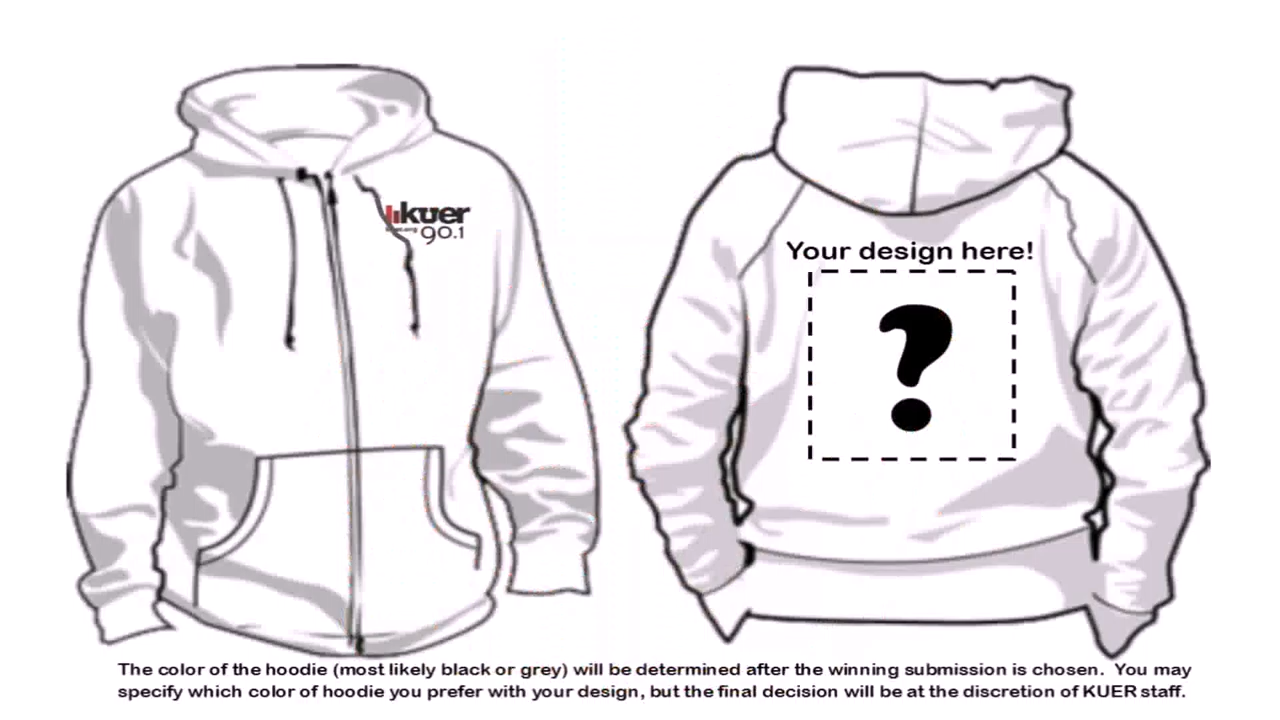 kuer
90.1
Your design here!
?
The color of the hoodie (most likely black or grey) will be determined after the winning submission is chosen. You may
specify which color of hoodie you prefer with your design, but the final decision will be at the discretion of KUER staff.